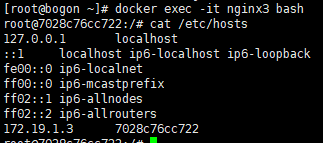 [root@bogon ~]# docker exec -it nginx3 bash
root@7028c76cc722:/# cat /etc/hosts
127.0.0.1 localhost
::1 localhost ip6-localhost ip6-loopback
fe00::0 ip6-localnet
ff00::0 ip6-mcastprefix
ff02::1 ip6-allnodes
ff02::2 ip6-allrouters
172.19.1.3 7028c76cc722
root@7028c76cc722:/#